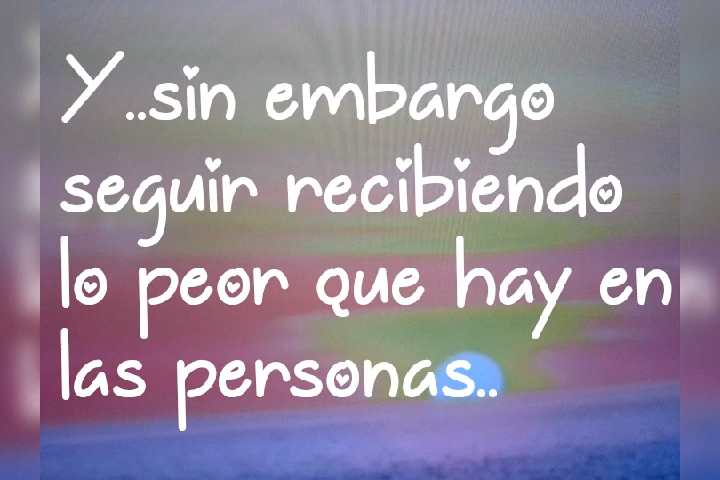 Y..sin embargo
seguir recibiendo
lo peor que hay en
las personas..